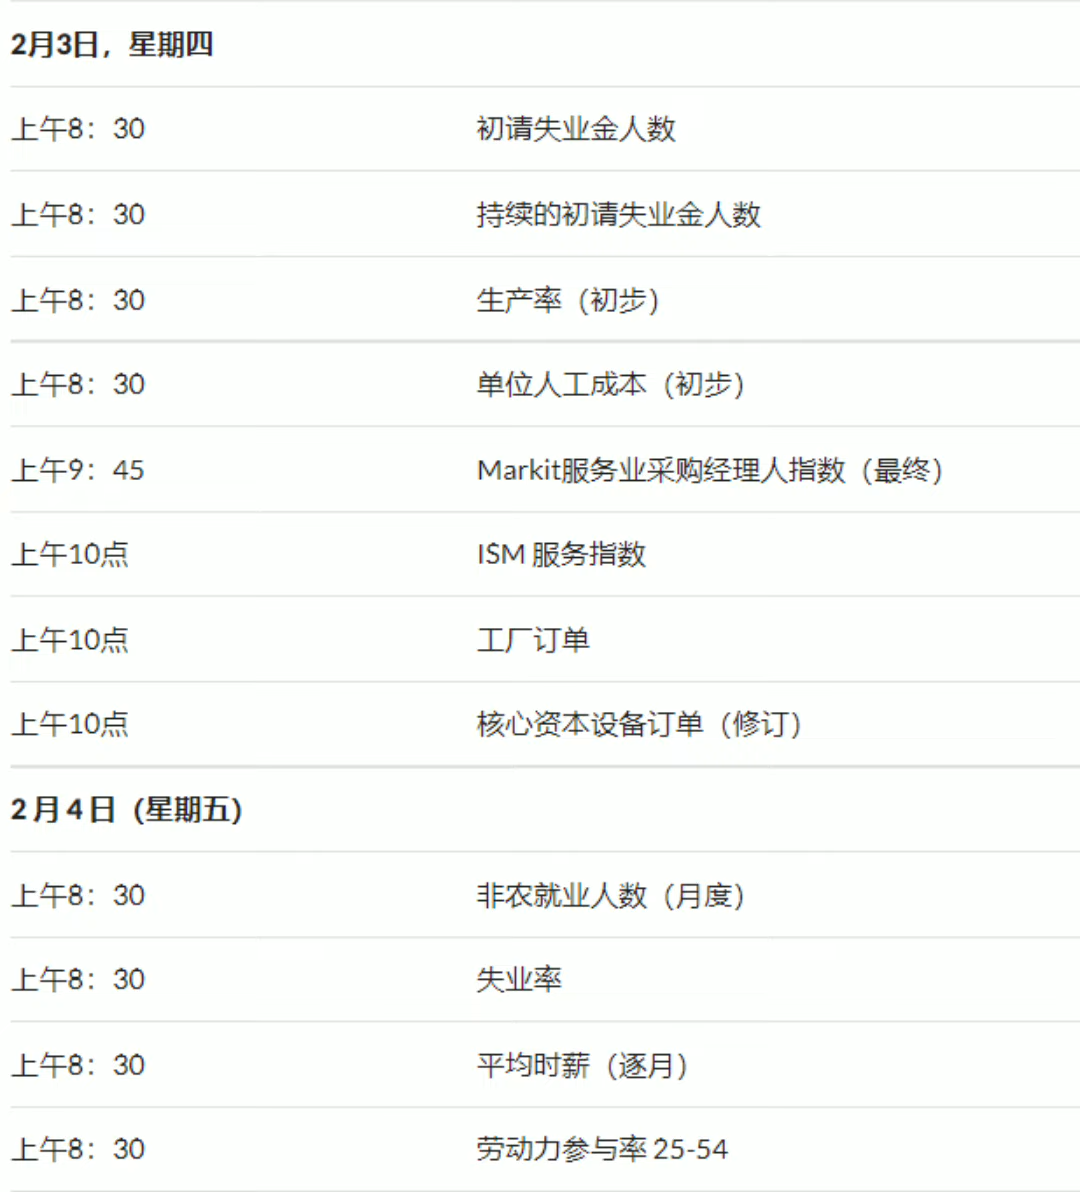 2月3日，星期四
上午8：30 初请失业金人数
上午8：30 持续的初请失业金人数
上午8：30 生产率（初步）
上午8：30 单位人工成本（初步）
上午9：45 Markit服务业采购经理人指数（最终）
上午10点 ISM 服务指数
上午10点 工厂订单
上午10点 核心资本设备订单（修订）
2 月 4 日（星期五)
上午8：30 非农就业人数（月度）
上午8：30 失业率
上午8：30 平均时薪（逐月）
上午8：30 劳动力参与率 25-54